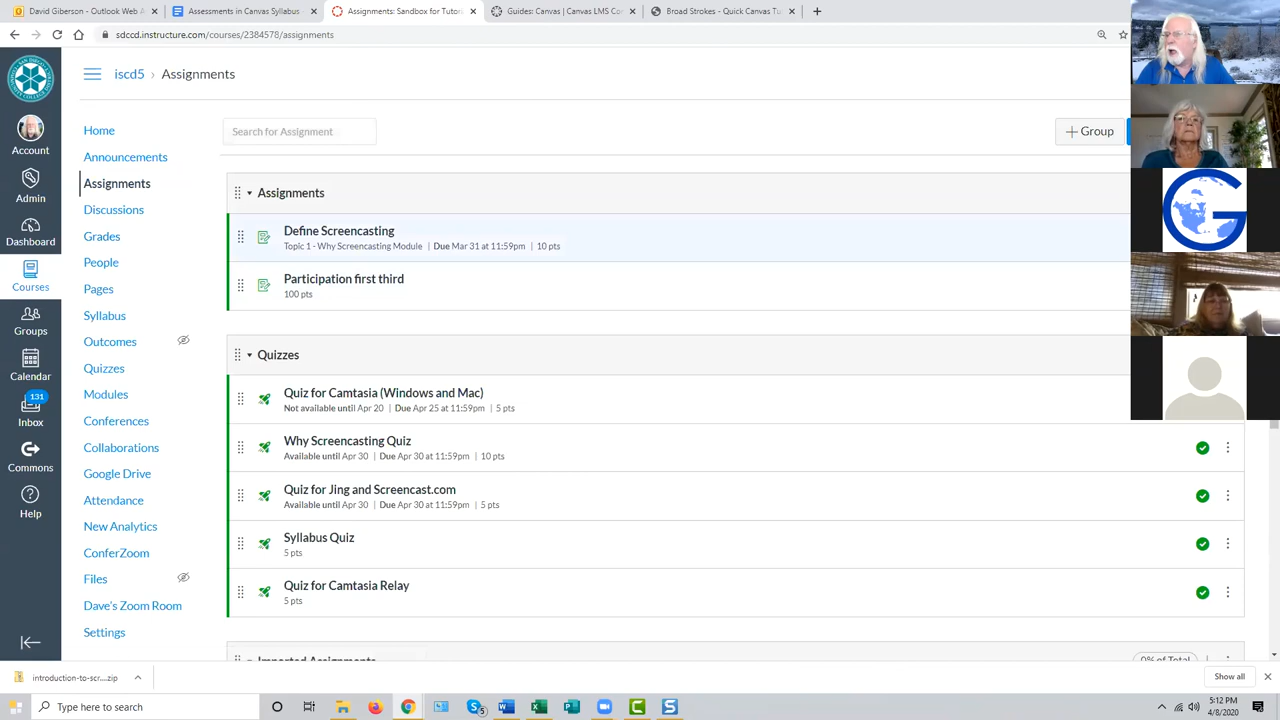 David Giberson - Outlook Web A
Assessments in Canvas Syllabus
Assignments: Sandbox for Tutori
Guides: Canvas | Canvas LMS Co
Broad Strokes - Quick Canvas Tu
sdccd.instructure.com/courses/2384578/assignments
iscd5 › Assignments
Account
Admin
Dashboard
Courses
Groups
Calendar
131
Inbox
Commons
Help
Home
Announcements
Assignments
Discussions
Grades
People
Pages
Syllabus
Outcomes
Quizzes
Modules
Conferences
Collaborations
Google Drive
Attendance
New Analytics
ConferZoom
Files
Dave's Zoom Room
Settings
Search for Assignment
+ Group
Assignments
Define Screencasting
Topic 1 - Why Screencasting Module | Due Mar 31 at 11:59pm | 10 pts
Participation first third
100 pts
Quizzes
Quiz for Camtasia (Windows and Mac)
Not available until Apr 20 | Due Apr 25 at 11:59pm | 5 pts
Why Screencasting Quiz
Available until Apr 30 | Due Apr 30 at 11:59pm | 10 pts
Quiz for Jing and Screencast.com
Available until Apr 30 | Due Apr 30 at 11:59pm | 5 pts
Syllabus Quiz
5 pts
Quiz for Camtasia Relay
5 pts
Imported Assignments
0% of Total
introduction-to-scr....zip
Show all
Type here to search
5
5:12 PM
4/8/2020